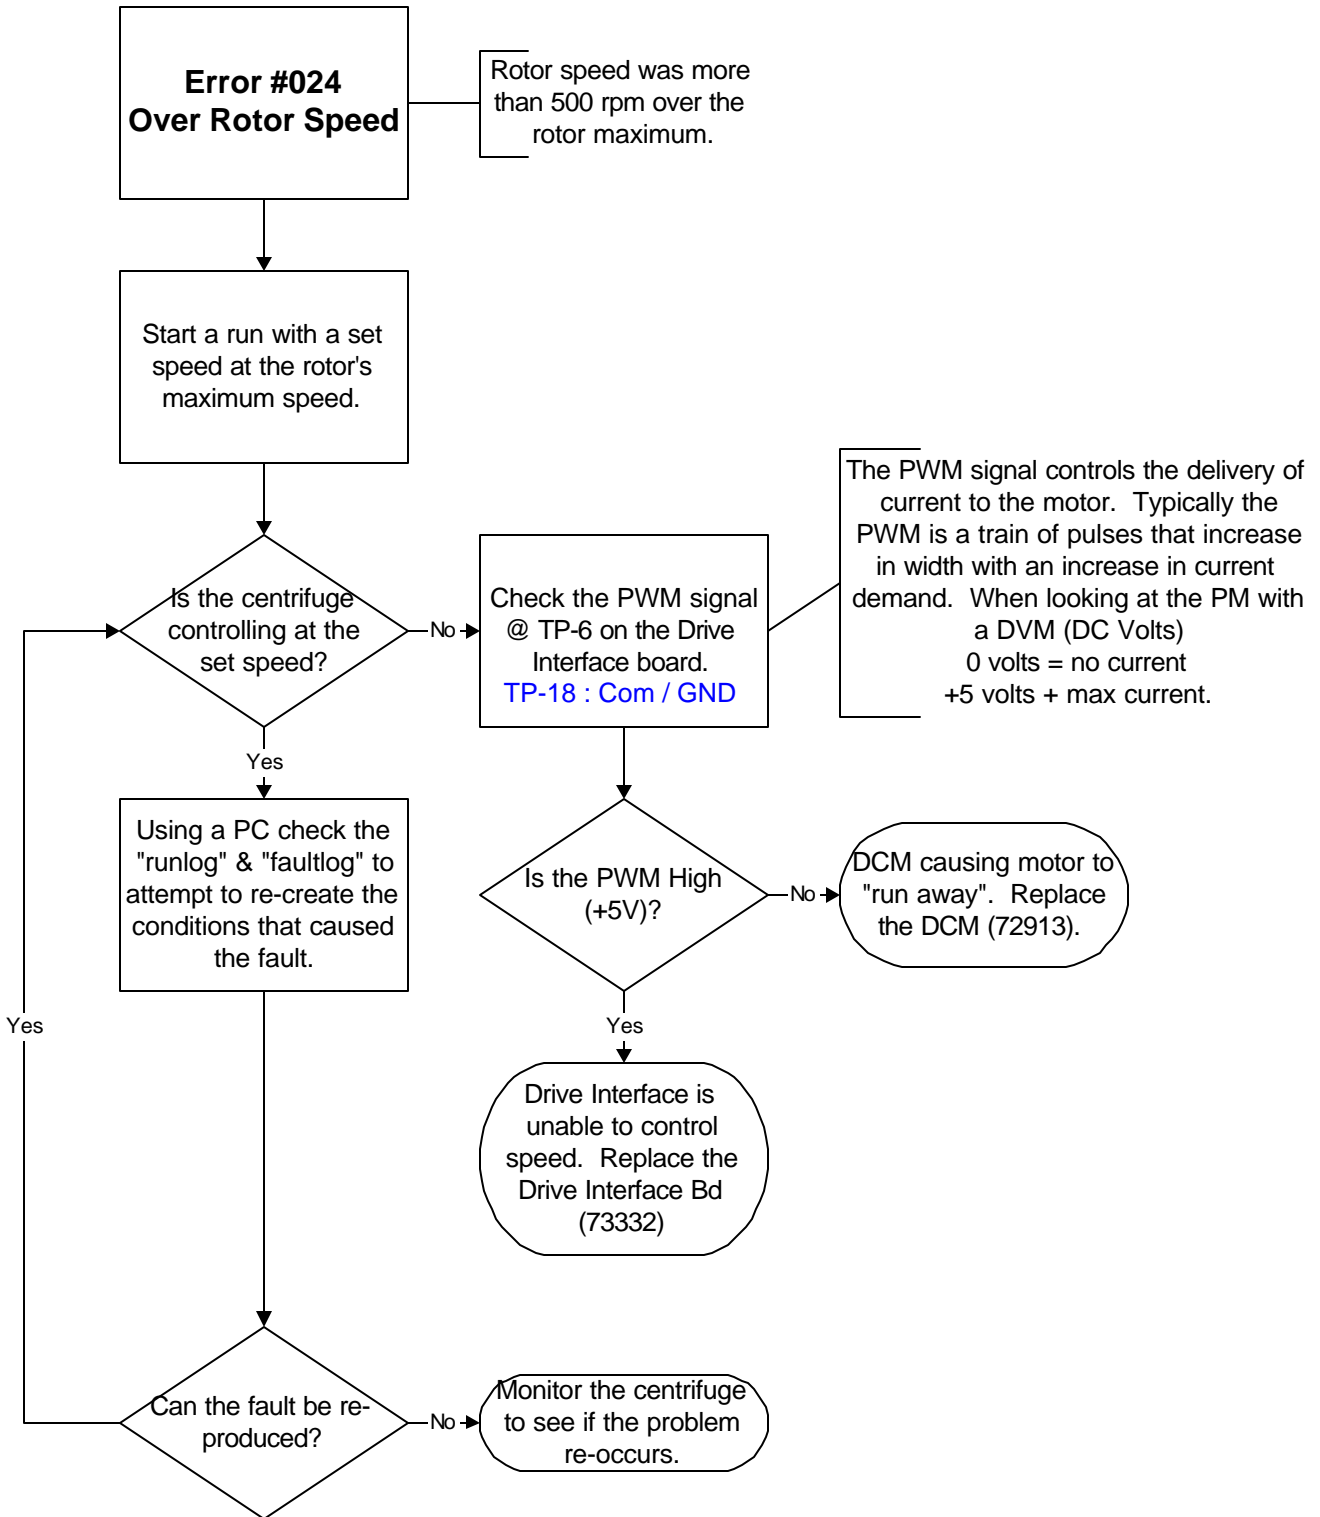 Error #024
Over Rotor Speed
Rotor speed was more
than 500 rpm over the
rotor maximum.
Start a run with a set
speed at the rotor's
maximum speed.
Is the centrifuge
controlling at the
set speed?
No
Check the PWM signal
@ TP-6 on the Drive
Interface board.
TP-18 : Com / GND
The PWM signal controls the delivery of
current to the motor.  Typically the
PWM is a train of pulses that increase
in width with an increase in current
demand.  When looking at the PM with
a DVM (DC Volts)
0 volts = no current
+5 volts + max current.
Yes
Using a PC check the
"runlog" & "faultlog" to
attempt to re-create the
conditions that caused
the fault.
Is the PWM High
(+5V)?
No
DCM causing motor to
"run away".  Replace
the DCM (72913).
Yes
Drive Interface is
unable to control
speed.  Replace the
Drive Interface Bd
(73332)
Yes
Can the fault be re-
produced?
No
Monitor the centrifuge
to see if the problem
re-occurs.